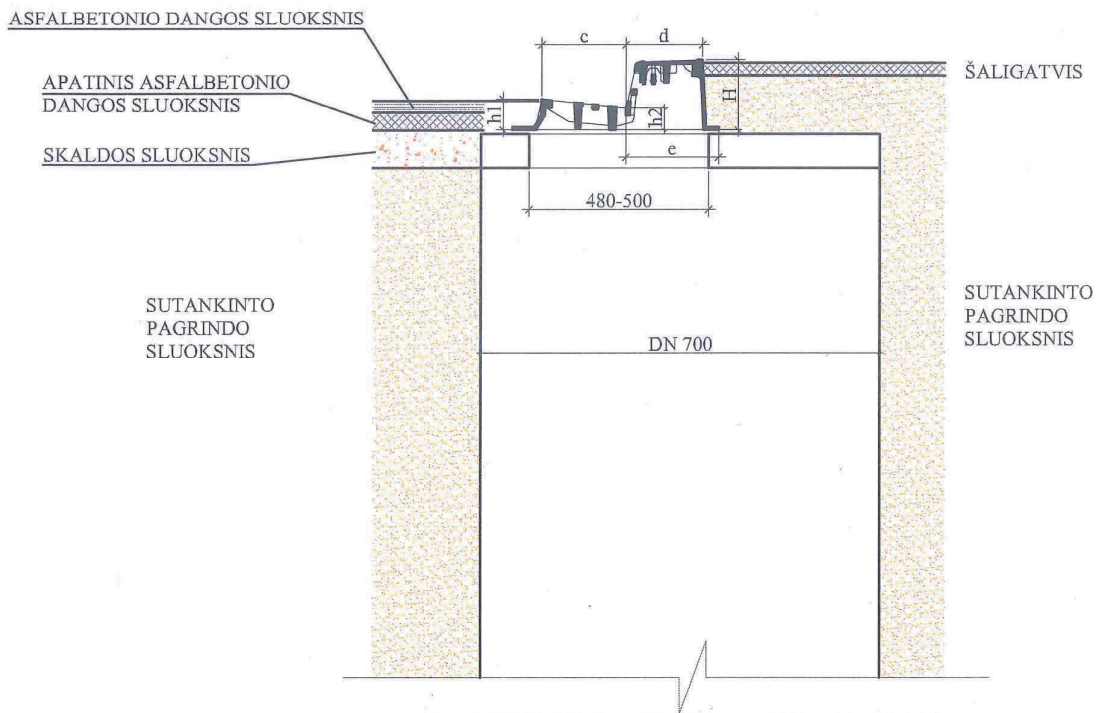 ASFALBETONIO DANGOS SLUOKSNIS
c
d
APATINIS ASFALBETONIO
DANGOS SLUOKSNIS
h1
h2
H
ŠALIGATVIS
SKALDOS SLUOKSNIS
e
480-500
SUTANKINTO
PAGRINDO
SLUOKSNIS
SUTANKINTO
PAGRINDO
SLUOKSNIS
DN 700